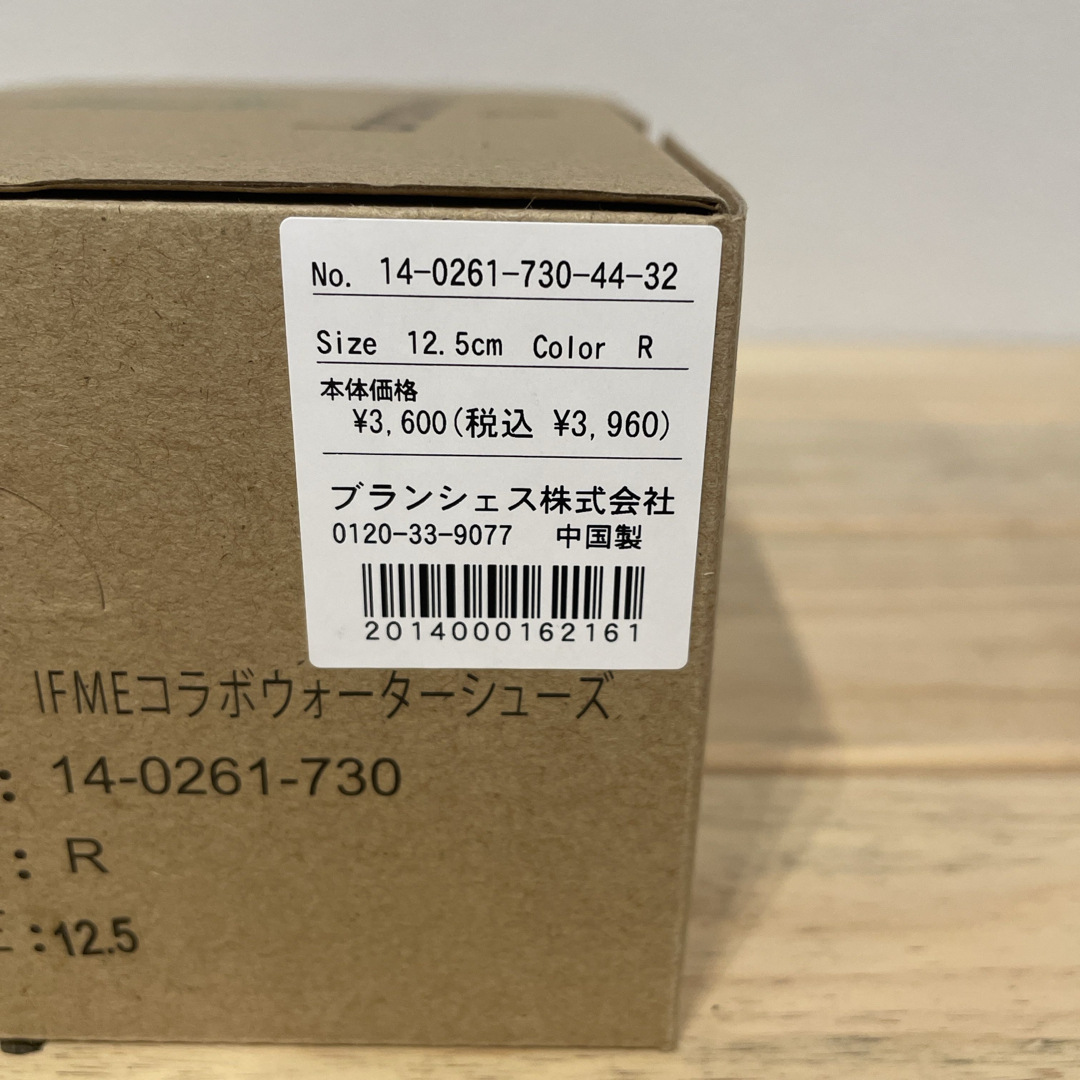 No. 14-0261-730-44-32
Size 12.5cm Color R
本体価格
¥3,600(税込 ¥3,960)
ブランシェス株式会社
0120-33-9077 中国製
2014000162161
IFMEコラボウォーターシューズ
: 14-0261-730
: R
:12.5